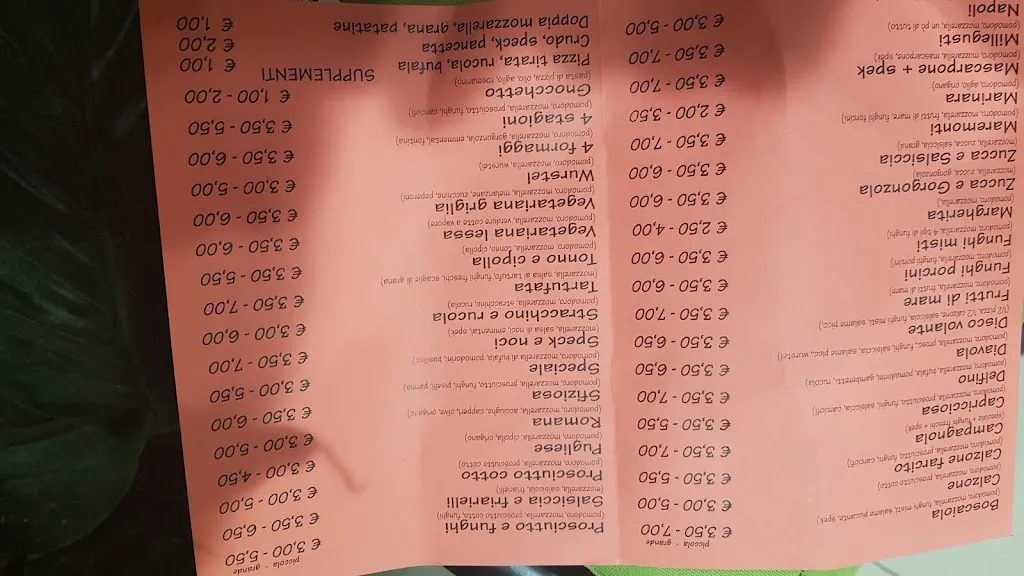 piccola - grande
Boscaiola € 3,50 - 7,00
(pomodoro, mozzarella, funghi misti, salame piccante, spek
Calzone € 3,00 - 5,00
(pomodoro, mozzarella, prosciutto cotto)
Calzone farcito € 3,50 - 5,50
(pomodoro, mozzarella, prosciutto, funghi, carciofi)
Campagnola € 3,50 - 7,00
(speciale + funghi freschi + spek)
Capricciosa € 3,50 - 5,50
(pomodoro, mozzarella, prosciutto, funghi, salsiccia, carciofi)
Delfino € 3,50 - 7,00
(pomodoro, mozzarella, bufala, pomodorini, gamberetti, rucola)
Diavola € 3,50 - 6,50
(pomodoro, mozzarella, prosc, funghi, salsiccia, salame picc, wurstel)
Disco volante € 3,50 - 6,50
(1/2 pizza, 1/2 calzone, salsiccia, funghi misti, salame, picc.
Frutti di mare € 3,50 - 7,00
(pomodoro, mozzarella, frutti di mare)
Funghi porcini € 3,50 - 6,00
(pomodoro, mozzarella, funghi porcini)
Funghi misti € 3,50 - 6,00
(pomodoro, mozzarella, 4 tipi di funghi)
Margherita € 2,50 - 4,00
(pomodoro, mozzarella,
Zucca e Gorgonzola € 3,50 - 6,00
(mozzarella, zucca, gorgonzola)
Zucca e Salsiccia € 3,50 - 6,00
(mozzarella, zucca, salsiccia, grana)
Maremonti € 3,50 - 7,00
(pomodoro, mozzarella, frutti di mare, funghi porcini)
Marinara € 2,00 - 3,50
(pomodoro, aglio, origano)
Mascarpone + spek € 3,50 - 7,00
(pomodoro, mozzarella, mascarpone, spek)
Millegusti € 3,50 - 7,00
(pomodoro, mozzarella, un pò di tutto)
Napoli € 3,50 - 5,00
piccola - grande
Prosciutto e funghi € 3,00 - 5,50
(pomodoro, mozzarella, prosciutto cotto, funghi)
Salsiccia e friarielli € 3,50 - 6,50
(mozzarella, salsiccia, friarielli)
Prosciutto cotto € 3,00 - 5,00
(pomodoro, mozzarella, prosciutto cotto)
Pugliese € 3,00 - 4,50
(pomodoro, mozzarella, cipolla, origano)
Romana € 3,00 - 5,00
(pomodoro, mozzarella, acciughe, capperi, olive, origano)
Sfiziosa € 3,50 - 6,00
(pomodoro, mozzarella, prosciutto, funghi, piselli, panna)
Speciale € 3,00 - 5,50
(pomodoro, mozzarella di bufala, pomodorini, basilico)
Speck e noci € 3,50 - 7,00
(mozzarella, salsa di noci, emmental, spek)
Stracchino e rucola € 3,00 - 6,00
(pomodoro, mozzarella, stracchino, rucola)
Tartufata € 3,50 - 7,00
(mozzarella, salsa al tartufo, funghi freschi, scaglie di grana)
Tonno e cipolla € 3,50 - 5,50
(pomodoro, mozzarella, tonno, cipolla)
Vegetariana lessa € 3,50 - 6,00
(pomodoro, mozzarella, verdure cotte a vapore)
Vegetariana griglia € 3,50 - 6,00
(pomodoro, mozzarella, melanzane, zucchine, peperoni)
Wurstel € 3,00 - 5,00
(pomodoro, mozzarella, wurstel)
4 formaggi € 3,50 - 6,00
(pomodoro, mozzarella, gorgonzola, emmental, fontina)
4 stagioni € 3,50 - 5,50
(pomodoro, mozzarella, prosciutto, funghi, carciofi)
Gnocchetto € 1,00 - 2,00
(pasta di pizza, olio, aglio, rosmarino)
SUPPLEMENTI
Pizza tirata, rucola, bufala € 1,00
Crudo, speck, pancetta € 2,00
Doppia mozzarella, grana, patatine € 1,00